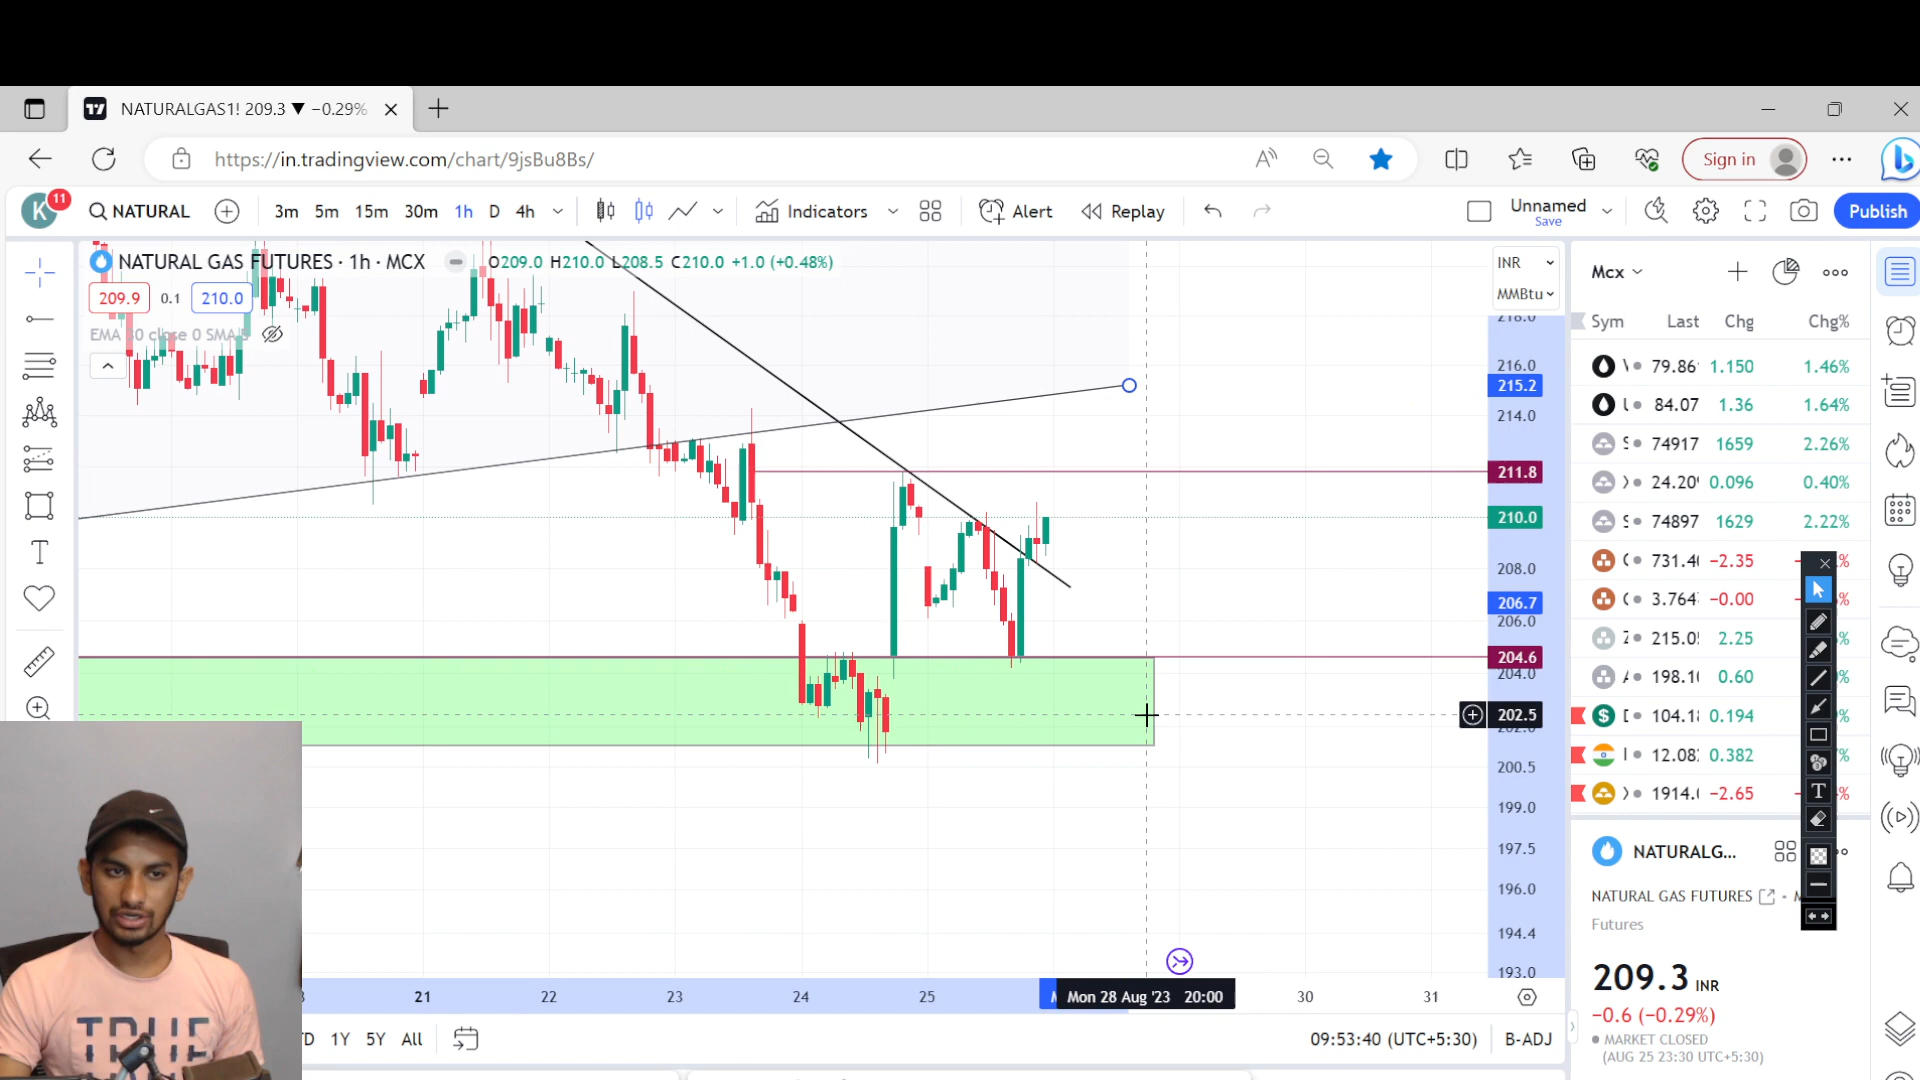 NATURALGAS1! 209.3 ▼ −0.29%
https://in.tradingview.com/chart/9jsBu8Bs/
Sign in
K 11 NATURAL 3m 5m 15m 30m 1h D 4h Indicators Alert Replay Unnamed Save Publish
NATURAL GAS FUTURES · 1h · MCX O209.0 H210.0 L208.5 C210.0 +1.0 (+0.48%)
209.9 0.1 210.0
INR
MMBtu
218.0
216.0
215.2
214.0
211.8
210.0
208.0
206.7
206.0
204.6
204.0
202.5
202.0
200.5
199.0
197.5
196.0
194.4
193.0
Mcx
Sym Last Chg Chg%
79.86 1.150 1.46%
84.07 1.36 1.64%
74917 1659 2.26%
24.20 0.096 0.40%
74897 1629 2.22%
731.4 −2.35
3.764 −0.00
215.0 2.25
198.1 0.60
104.1 0.194
12.08 0.382
1914. −2.65
NATURALG...
NATURAL GAS FUTURES
Futures
209.3 INR
−0.6 (−0.29%)
MARKET CLOSED
(AUG 25 23:30 UTC+5:30)
21 22 23 24 25 Mon 28 Aug '23 20:00 30 31
1Y 5Y All
09:53:40 (UTC+5:30) B-ADJ
TRUE